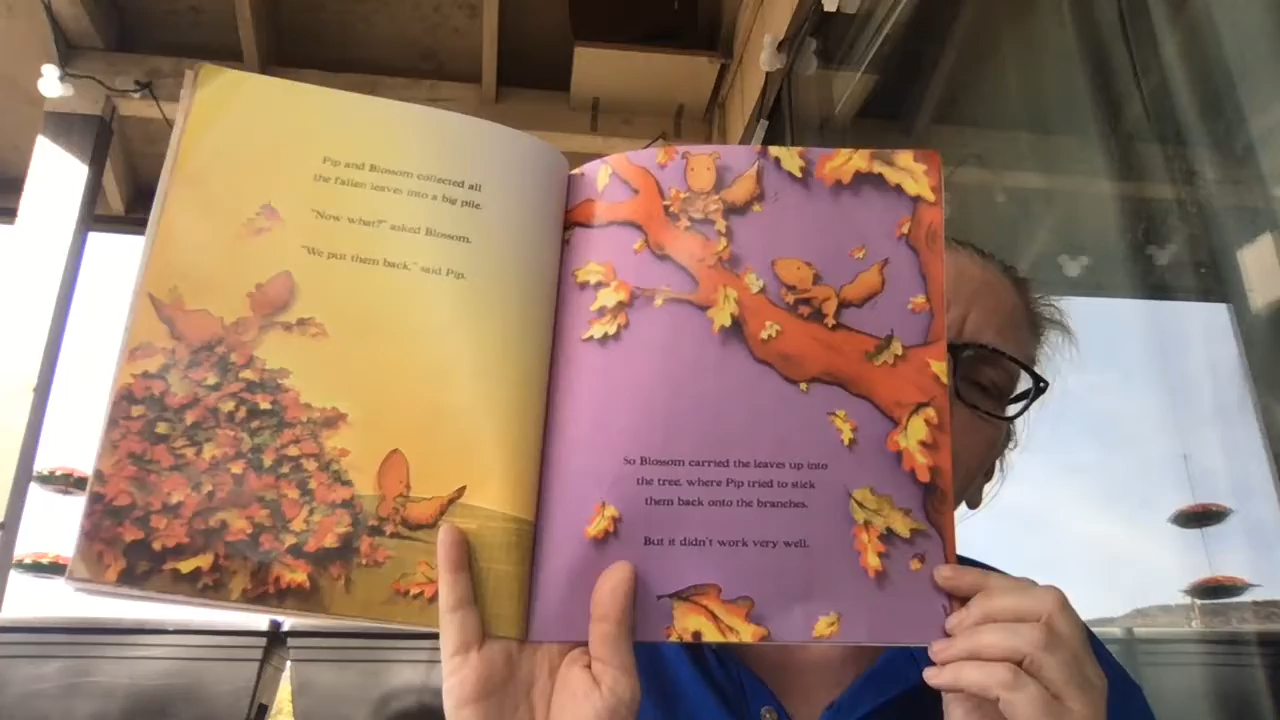 Pip and Blossom collected all
the fallen leaves into a big pile.
"Now what?" asked Blossom.
"We put them back," said Pip.
So Blossom carried the leaves up into
the tree, where Pip tried to stick
them back onto the branches.
But it didn't work very well.